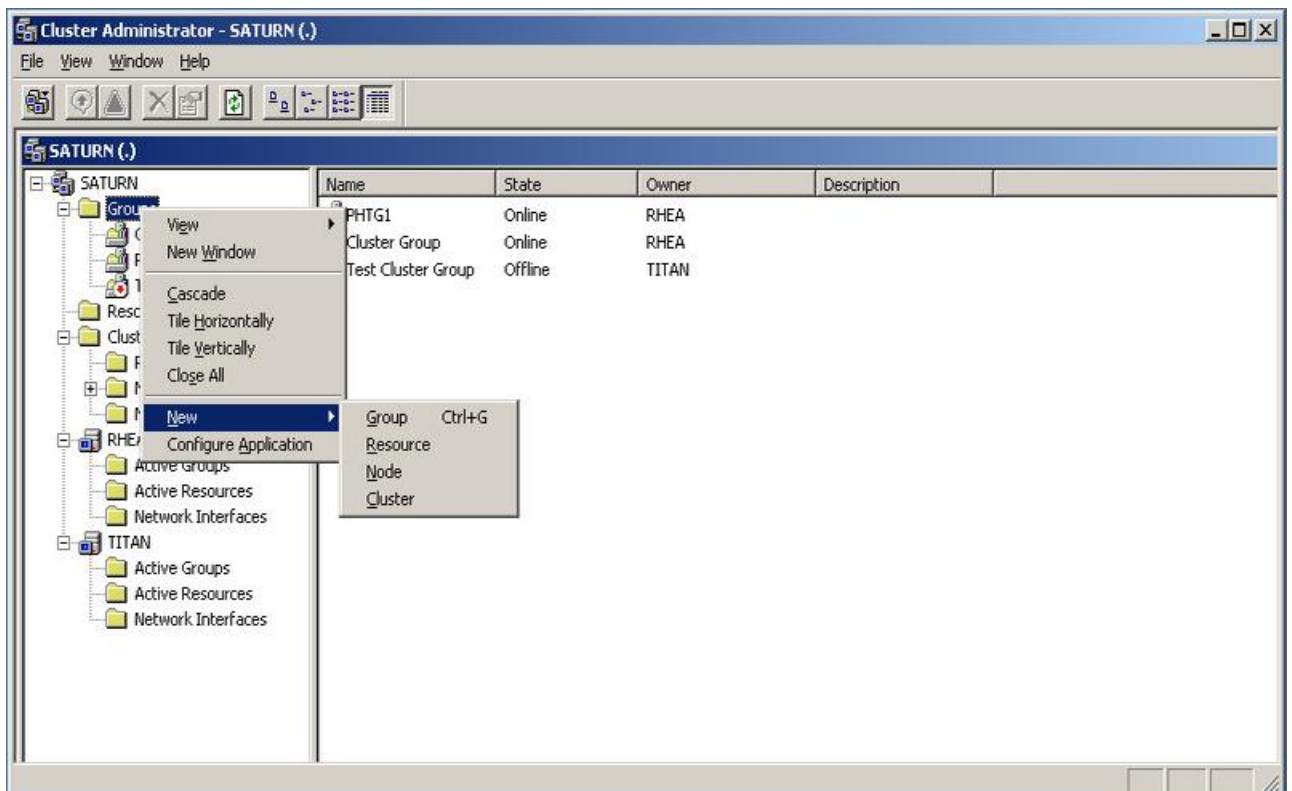 Cluster Administrator - SATURN (.)
File View Window Help
SATURN (.)
SATURN
Name State Owner Description
PHTG1 Online RHEA
Cluster Group Online RHEA
Test Cluster Group Offline TITAN
View
New Window
Cascade
Tile Horizontally
Tile Vertically
Close All
New
Configure Application
Group Ctrl+G
Resource
Node
Cluster
Active Groups
Active Resources
Network Interfaces
TITAN
Active Groups
Active Resources
Network Interfaces